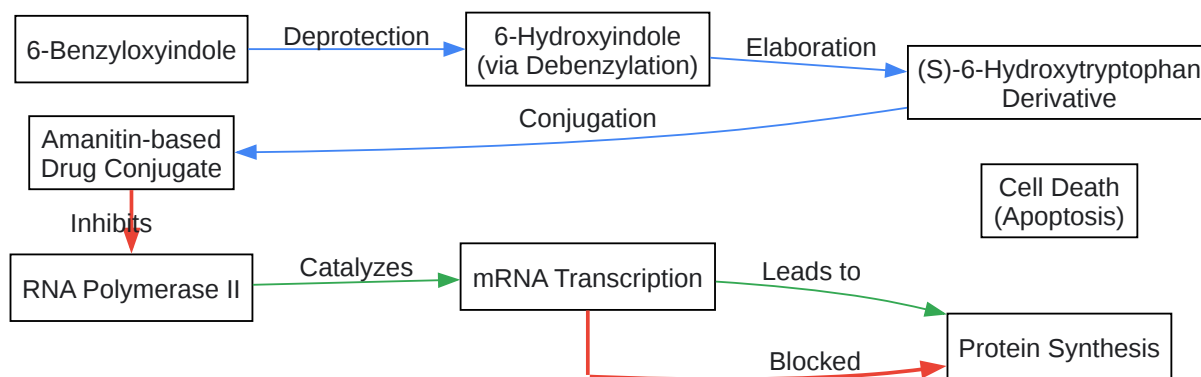 6-Benzyloxyindole
Deprotection
6-Hydroxyindole
(via Debenzylation)
Elaboration
(S)-6-Hydroxytryptophan
Derivative
Conjugation
Amanitin-based
Drug Conjugate
Cell Death
(Apoptosis)
Inhibits
RNA Polymerase II
Catalyzes
mRNA Transcription
Leads to
Protein Synthesis
Blocked